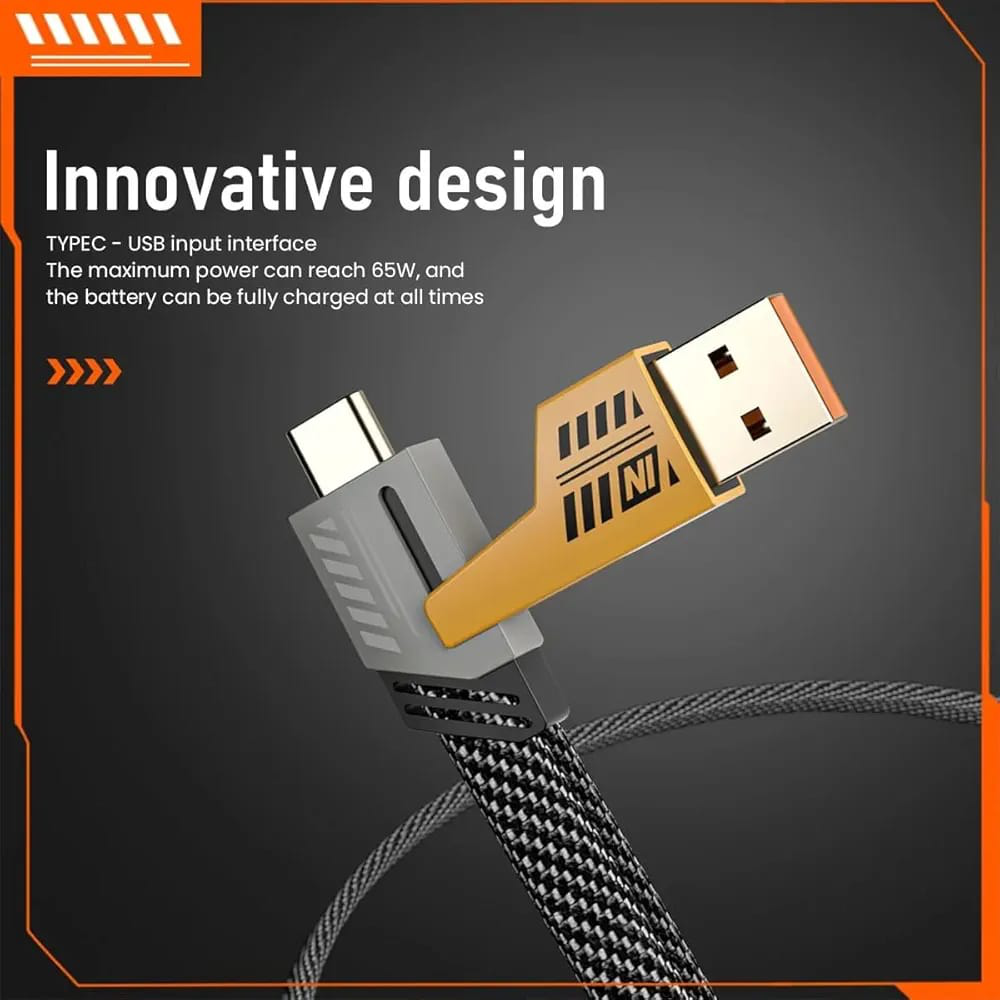 Innovative design
TYPEC - USB input interface
The maximum power can reach 65W, and
the battery can be fully charged at all times
IN